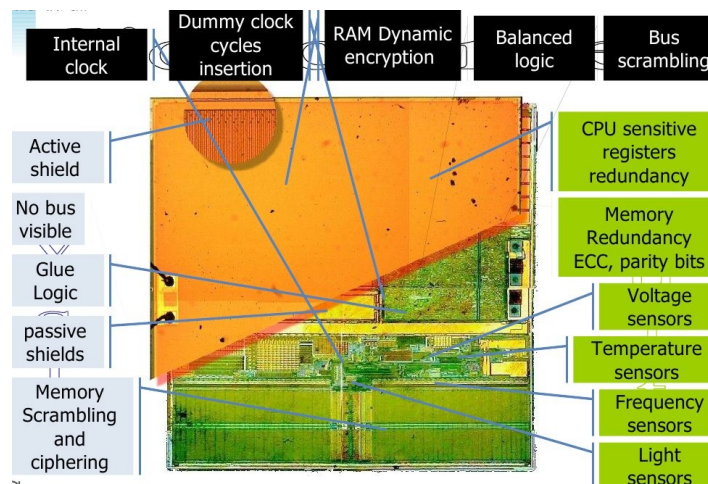 Internal
clock
Dummy clock
cycles
insertion
RAM Dynamic
encryption
Balanced
logic
Bus
scrambling
Active
shield
No bus
visible
Glue
Logic
passive
shields
Memory
Scrambling
and
ciphering
CPU sensitive
registers
redundancy
Memory
Redundancy
ECC, parity bits
Voltage
sensors
Temperature
sensors
Frequency
sensors
Light
sensors